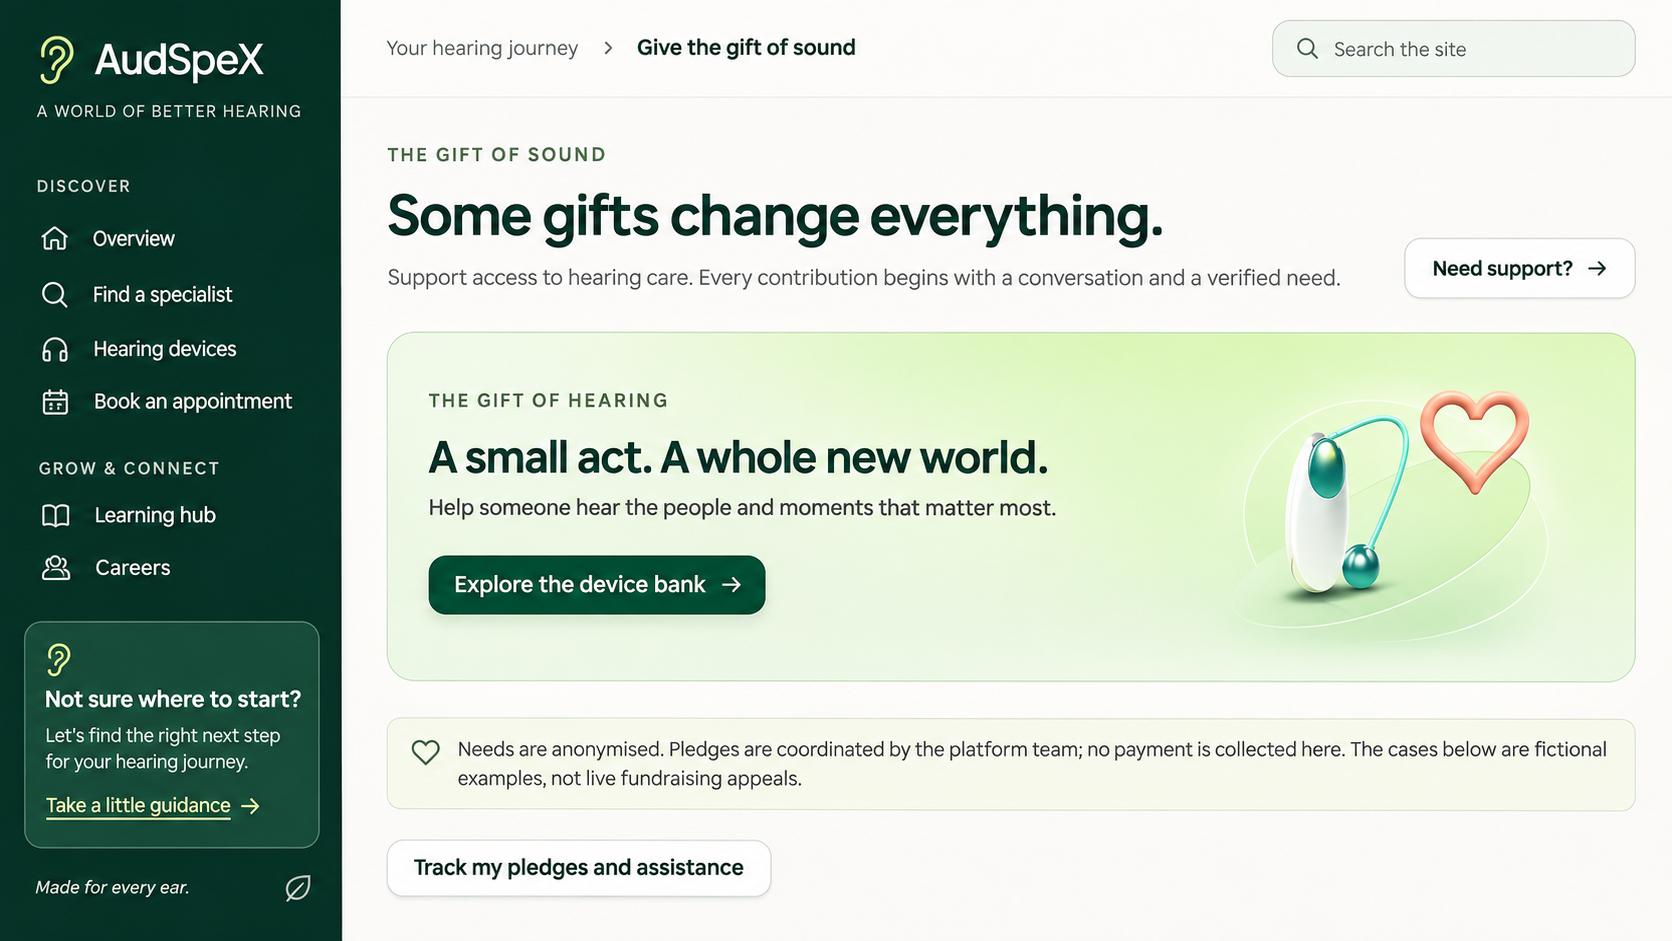 AudSpeX
A WORLD OF BETTER HEARING
DISCOVER
Overview
Find a specialist
Hearing devices
Book an appointment
GROW & CONNECT
Learning hub
Careers
Not sure where to start?
Let's find the right next step
for your hearing journey.
Take a little guidance →
Made for every ear.
Your hearing journey > Give the gift of sound
Search the site
THE GIFT OF SOUND
Some gifts change everything.
Support access to hearing care. Every contribution begins with a conversation and a verified need.
Need support? →
THE GIFT OF HEARING
A small act. A whole new world.
Help someone hear the people and moments that matter most.
Explore the device bank →
Needs are anonymised. Pledges are coordinated by the platform team; no payment is collected here. The cases below are fictional
examples, not live fundraising appeals.
Track my pledges and assistance